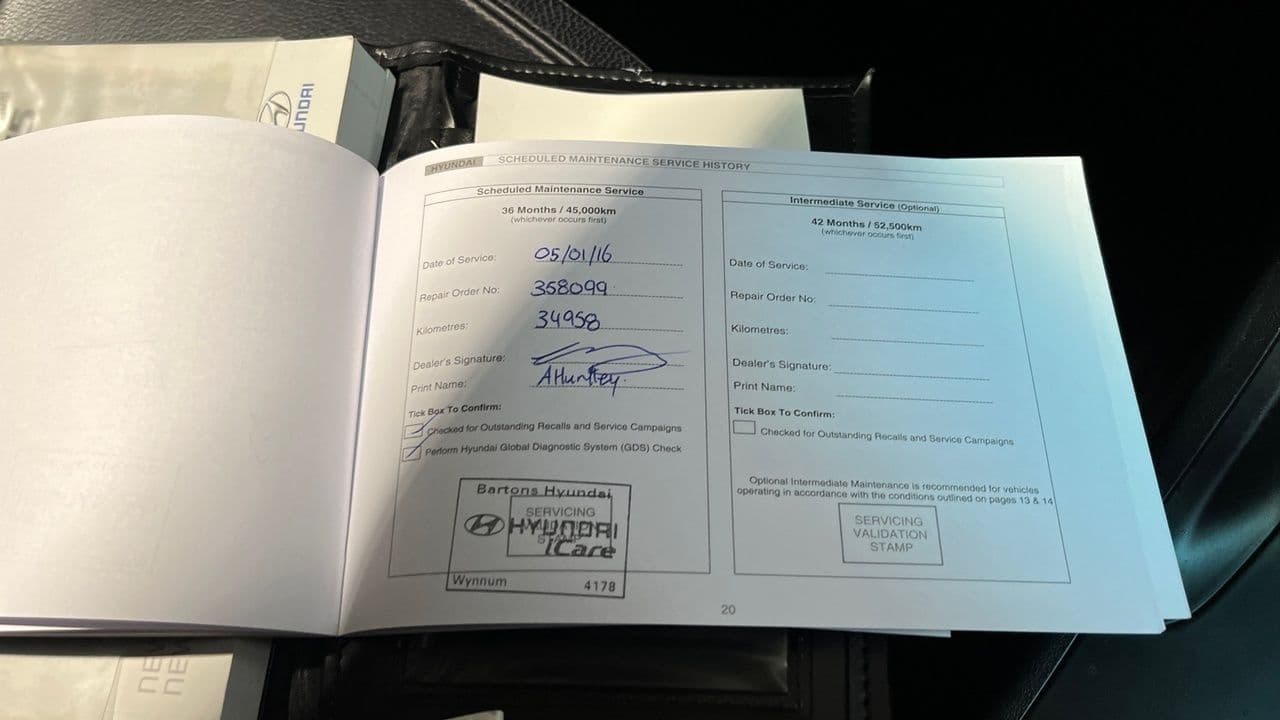 HYUNDAI
HYUNDAI SCHEDULED MAINTENANCE SERVICE HISTORY
Scheduled Maintenance Service
36 Months / 45,000km
(whichever occurs first)
Date of Service: 05/01/16
Repair Order No: 358099
Kilometres: 34958
Dealer's Signature:
Print Name: AHuntley.
Tick Box To Confirm:
Checked for Outstanding Recalls and Service Campaigns
Perform Hyundai Global Diagnostic System (GDS) Check
Bartons Hyundai
SERVICING
HYUNDAI
STAMP
iCare
Wynnum 4178
Intermediate Service (Optional)
42 Months / 52,500km
(whichever occurs first)
Date of Service:
Repair Order No:
Kilometres:
Dealer's Signature:
Print Name:
Tick Box To Confirm:
Checked for Outstanding Recalls and Service Campaigns
Optional Intermediate Maintenance is recommended for vehicles
operating in accordance with the conditions outlined on pages 13 & 14
SERVICING
VALIDATION
STAMP
20